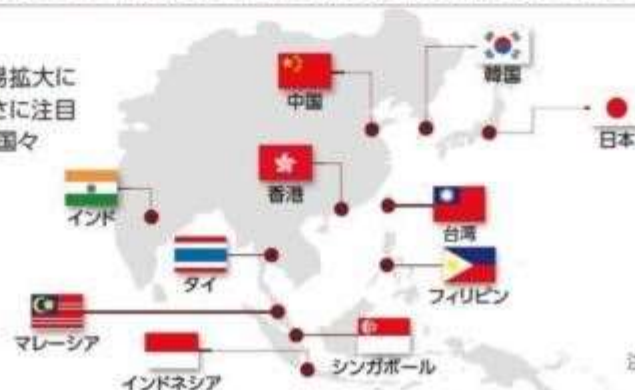 易拡大に
さに注目
国々
韓国
中国
日本
香港
インド
台湾
タイ
フィリピン
マレーシア
シンガポール
インドネシア